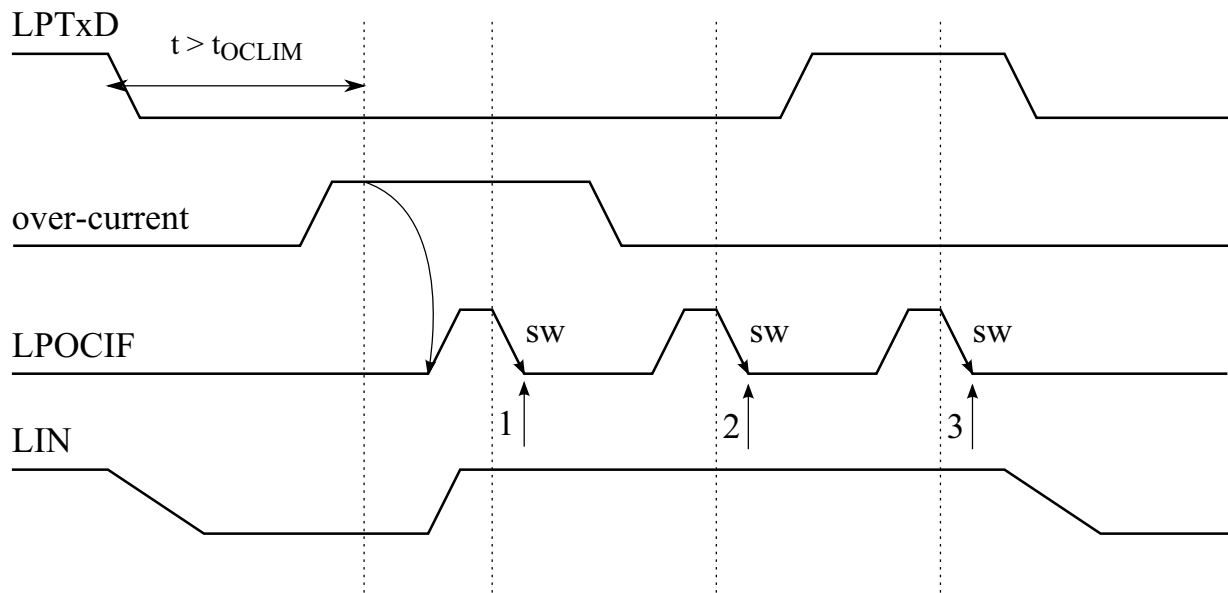 LPTxD
t > tOCLIM
over-current
LPOCIF
sw
sw
sw
1
2
3
LIN